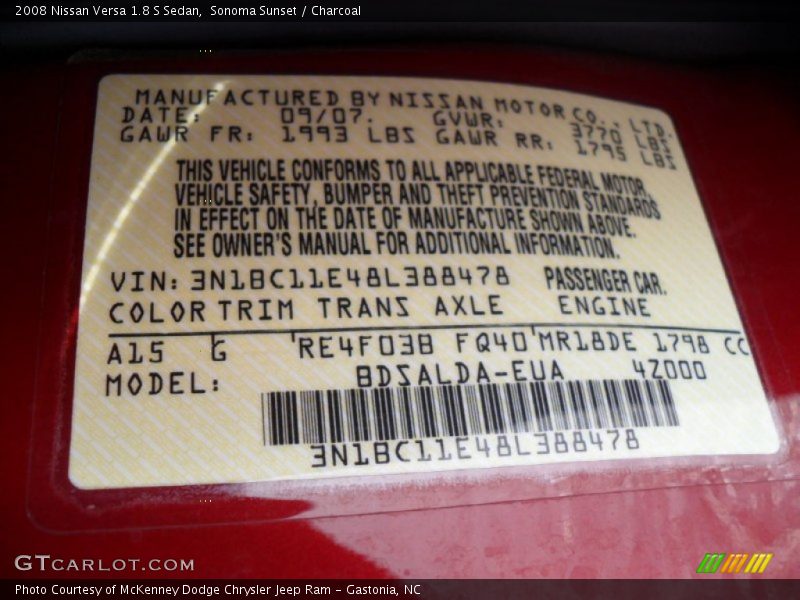 2008 Nissan Versa 1.8 S Sedan,  Sonoma Sunset / Charcoal
MANUFACTURED BY NISSAN MOTOR CO., LTD.
DATE: 09/07. GVWR: 3770 LBS
GAWR FR: 1993 LBS GAWR RR: 1795 LBS
THIS VEHICLE CONFORMS TO ALL APPLICABLE FEDERAL MOTOR
VEHICLE SAFETY, BUMPER AND THEFT PREVENTION STANDARDS
IN EFFECT ON THE DATE OF MANUFACTURE SHOWN ABOVE.
SEE OWNER'S MANUAL FOR ADDITIONAL INFORMATION.
VIN: 3N1BC11E48L388478 PASSENGER CAR.
COLOR TRIM TRANS AXLE ENGINE
A15 G RE4F03B FQ40 MR18DE 1798 CC
MODEL: BDSALDA-EUA 4Z000
3N1BC11E48L388478
GTCARLOT.COM
Photo Courtesy of McKenney Dodge Chrysler Jeep Ram – Gastonia, NC